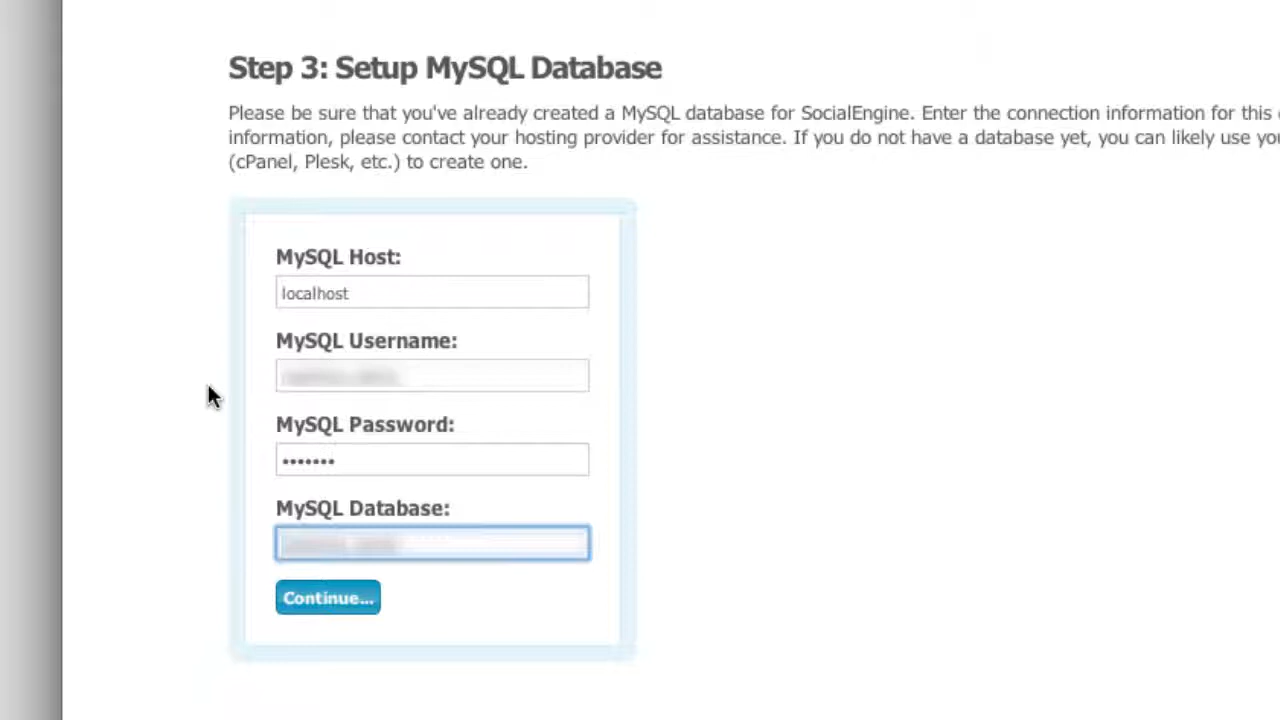 Step 3: Setup MySQL Database
Please be sure that you've already created a MySQL database for SocialEngine. Enter the connection information for this
information, please contact your hosting provider for assistance. If you do not have a database yet, you can likely use
(cPanel, Plesk, etc.) to create one.
MySQL Host:
localhost
MySQL Username:
MySQL Password:
•••••••
MySQL Database:
Continue...